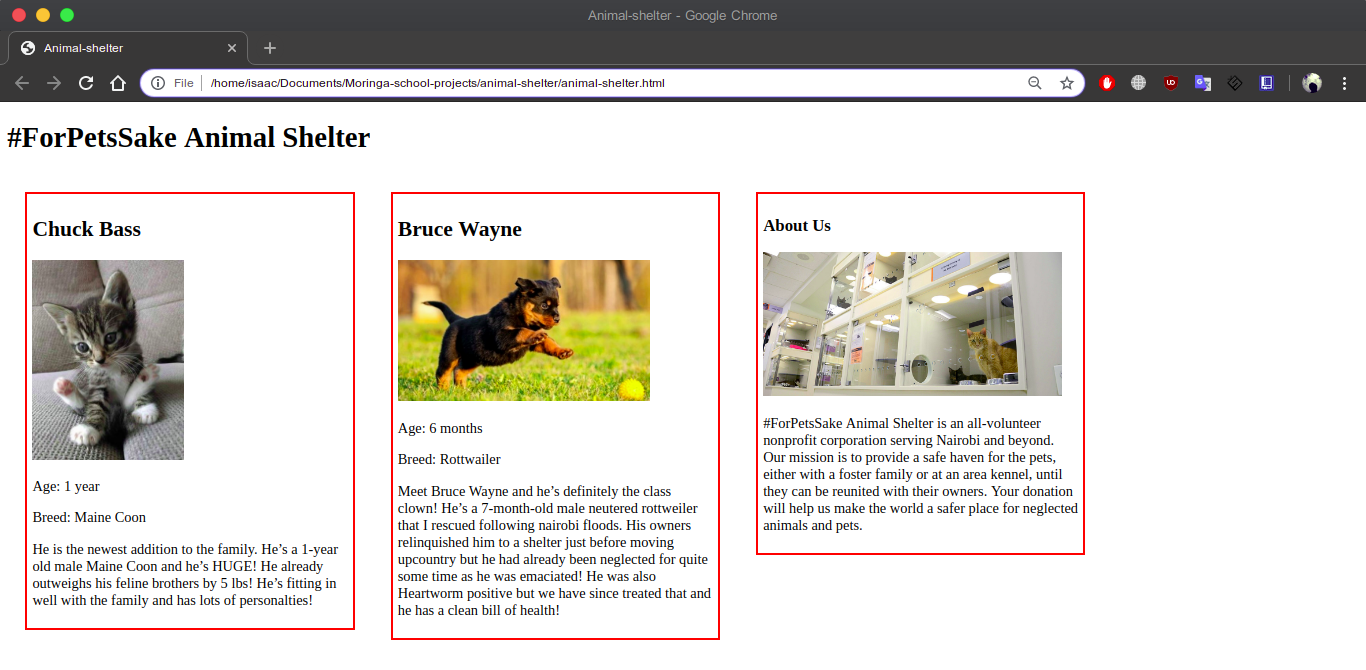 Animal-shelter - Google Chrome
Animal-shelter
File
/home/isaac/Documents/Moringa-school-projects/animal-shelter/animal-shelter.html
#ForPetsSake Animal Shelter
Chuck Bass
Age: 1 year
Breed: Maine Coon
He is the newest addition to the family. He’s a 1-year
old male Maine Coon and he’s HUGE! He already
outweighs his feline brothers by 5 lbs! He’s fitting in
well with the family and has lots of personalties!
Bruce Wayne
Age: 6 months
Breed: Rottwailer
Meet Bruce Wayne and he’s definitely the class
clown! He’s a 7-month-old male neutered rottweiler
that I rescued following nairobi floods. His owners
relinquished him to a shelter just before moving
upcountry but he had already been neglected for quite
some time as he was emaciated! He was also
Heartworm positive but we have since treated that and
he has a clean bill of health!
About Us
#ForPetsSake Animal Shelter is an all-volunteer
nonprofit corporation serving Nairobi and beyond.
Our mission is to provide a safe haven for the pets,
either with a foster family or at an area kennel, until
they can be reunited with their owners. Your donation
will help us make the world a safer place for neglected
animals and pets.